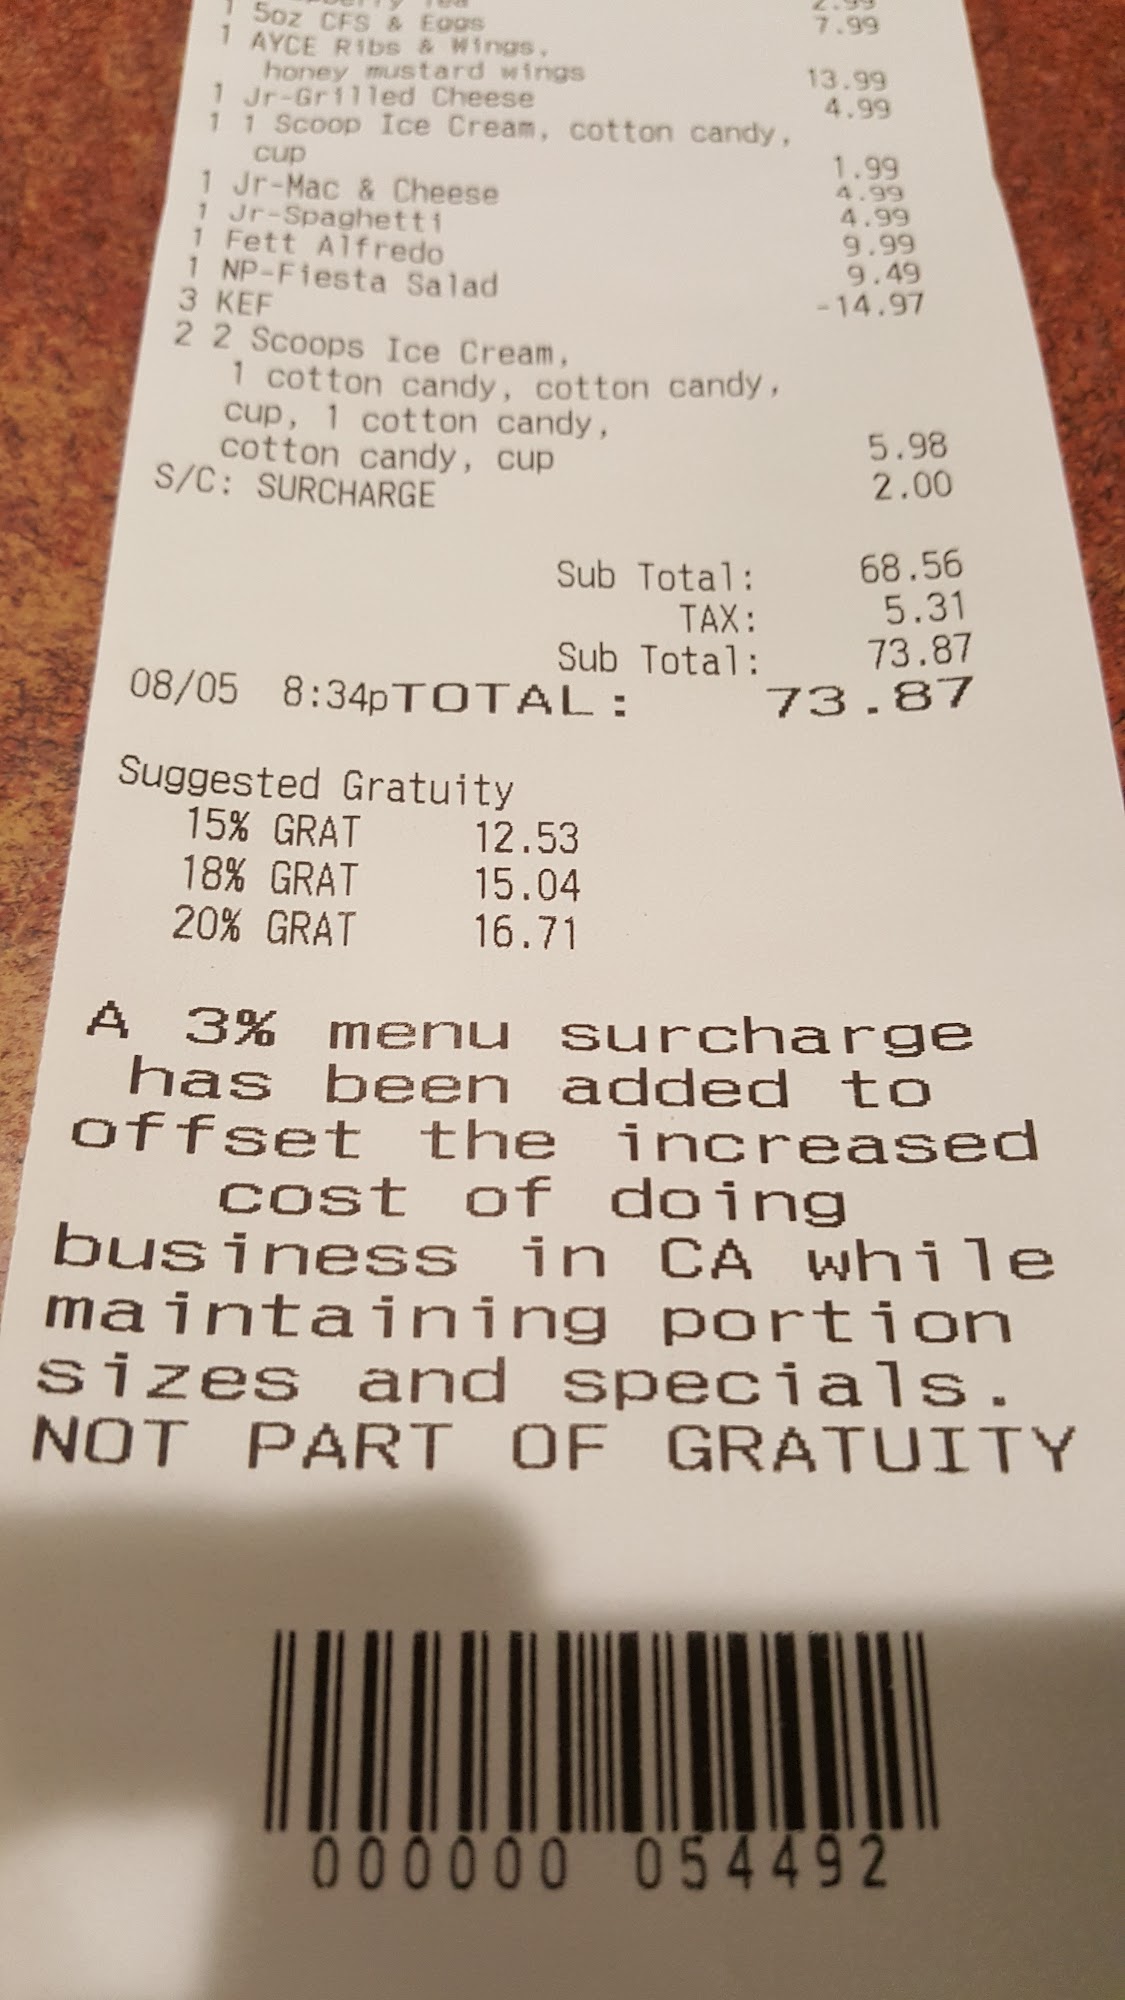 Tea 2.99
1 5oz CFS & Eggs 7.99
1 AYCE Ribs & Wings,
honey mustard wings 13.99
1 Jr-Grilled Cheese 4.99
1 1 Scoop Ice Cream, cotton candy,
cup 1.99
1 Jr-Mac & Cheese 4.99
1 Jr-Spaghetti 4.99
1 Fett Alfredo 9.99
1 NP-Fiesta Salad 9.49
3 KEF -14.97
2 2 Scoops Ice Cream,
1 cotton candy, cotton candy,
cup, 1 cotton candy,
cotton candy, cup 5.98
S/C: SURCHARGE 2.00
Sub Total: 68.56
TAX: 5.31
Sub Total: 73.87
08/05 8:34pTOTAL: 73.87
Suggested Gratuity
15% GRAT 12.53
18% GRAT 15.04
20% GRAT 16.71
A 3% menu surcharge
has been added to
offset the increased
cost of doing
business in CA while
maintaining portion
sizes and specials.
NOT PART OF GRATUITY
000000 054492